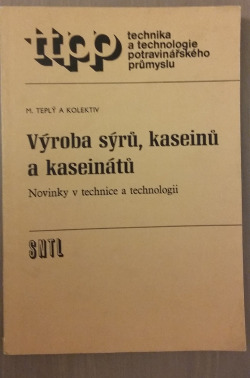 ttpp
technika
a technologie
potravinářského
průmyslu
M. TEPLÝ A KOLEKTIV
Výroba sýrů, kaseinů
a kaseinátů
Novinky v technice a technologii
SNTL